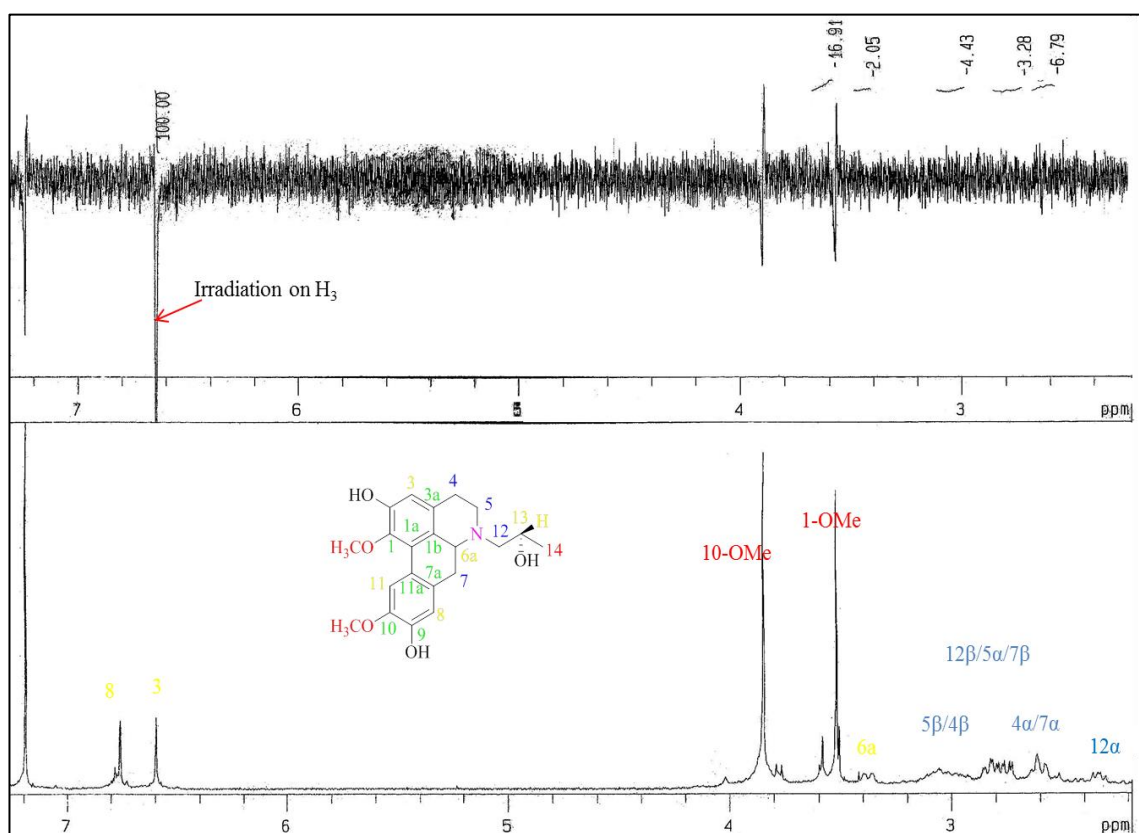 -16.91
-2.05
-4.43
-3.28
-6.79
100.00
Irradiation on H3
7
6
5
4
3
ppm
1-OMe
10-OMe
HO
3
4
3a
5
1a
13
H
12
H3CO
1
1b
N
14
6a
OH
7a
11
11a
7
8
H3CO
10
9
OH
12β/5α/7β
8
3
5β/4β
4α/7α
6a
12α
7
6
5
4
3
ppm